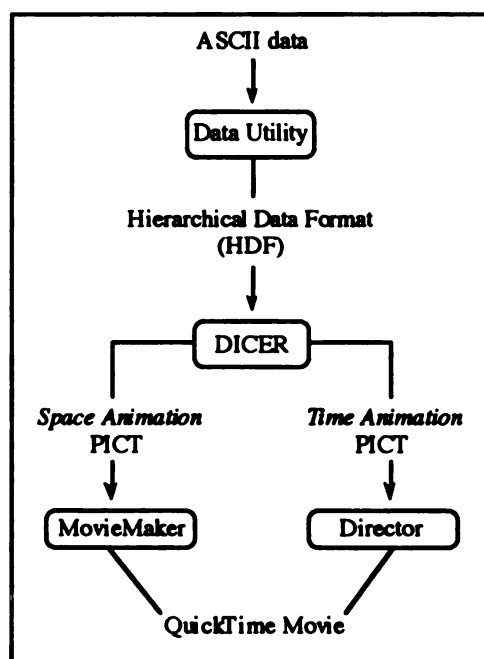 ASCII data
Data Utility
Hierarchical Data Format
(HDF)
DICER
Space Animation
PICT
Time Animation
PICT
MovieMaker
Director
QuickTime Movie